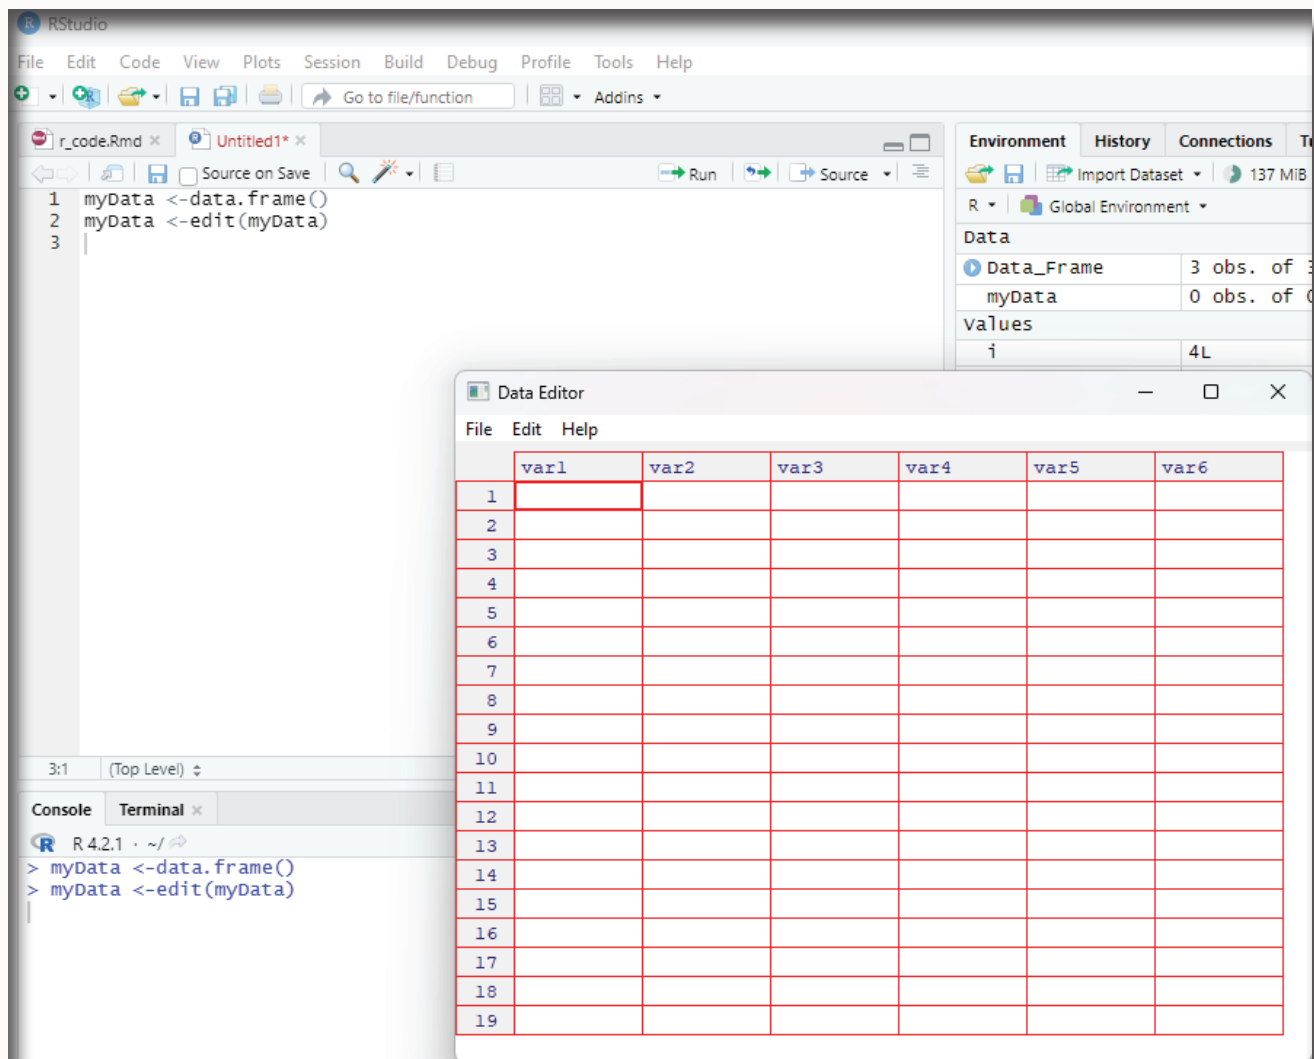 RStudio
File Edit Code View Plots Session Build Debug Profile Tools Help
Go to file/function Addins
r_code.Rmd Untitled1*
Source on Save Run Source
1 myData <-data.frame()
2 myData <-edit(myData)
3
3:1 (Top Level)
Console Terminal
R 4.2.1 · ~/
> myData <-data.frame()
> myData <-edit(myData)
Environment History Connections
Import Dataset 137 MiB
R Global Environment
Data
Data_Frame 3 obs. of
myData 0 obs. of
Values
i 4L
Data Editor
File Edit Help
var1 var2 var3 var4 var5 var6
1
2
3
4
5
6
7
8
9
10
11
12
13
14
15
16
17
18
19